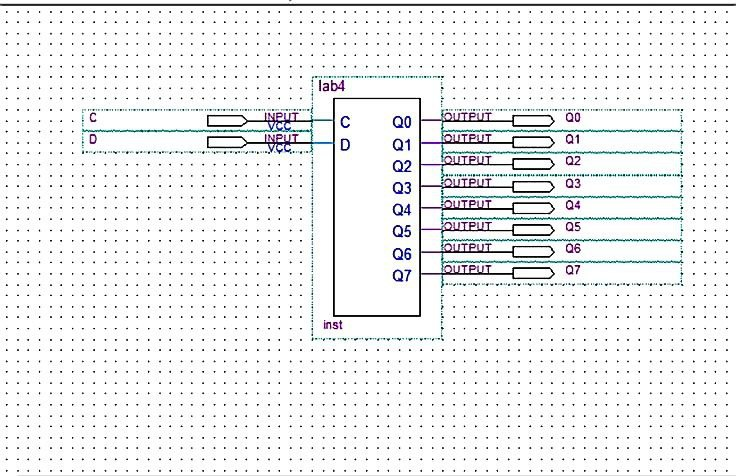 lab4
C INPUT VCC C Q0 OUTPUT Q0
D INPUT VCC D Q1 OUTPUT Q1
Q2 OUTPUT Q2
Q3 OUTPUT Q3
Q4 OUTPUT Q4
Q5 OUTPUT Q5
Q6 OUTPUT Q6
Q7 OUTPUT Q7
inst